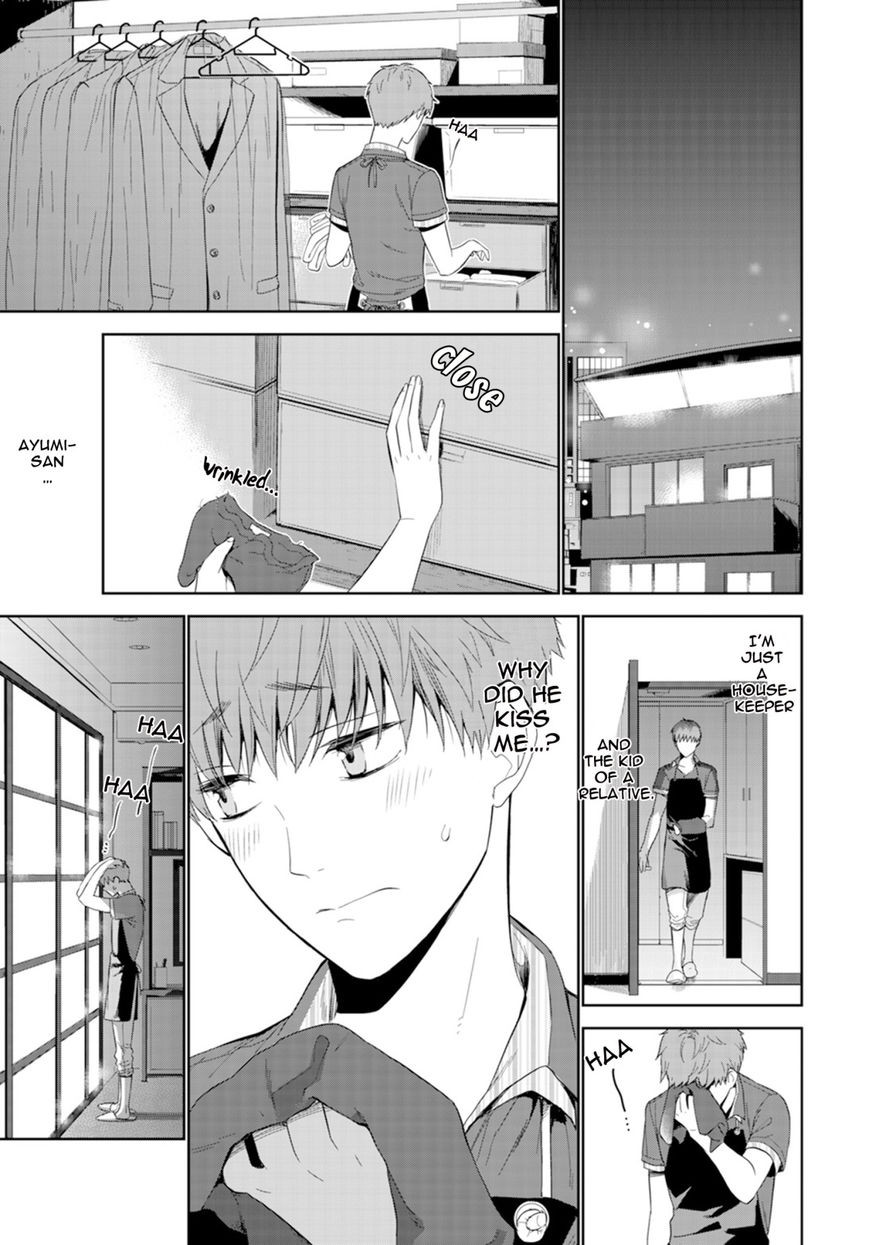 HAA
close
wrinkled...
AYUMI-
SAN
...
I'M
JUST
A
HOUSE-
KEEPER
AND
THE KID
OF A
RELATIVE.
HAA
...
WHY
DID HE
KISS
ME...?
HAA
HAA
...